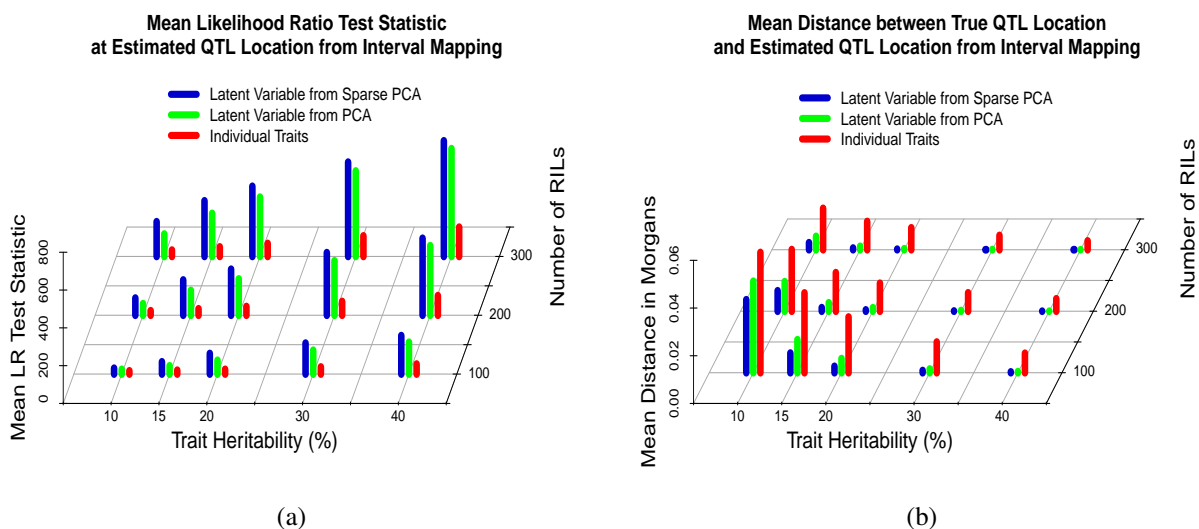 Mean Likelihood Ratio Test Statistic
at Estimated QTL Location from Interval Mapping
Latent Variable from Sparse PCA
Latent Variable from PCA
Individual Traits
Mean LR Test Statistic
800
600
400
200
0
10 15 20 30 40
Trait Heritability (%)
300
200
100
Number of RILs
(a)
Mean Distance between True QTL Location
and Estimated QTL Location from Interval Mapping
Latent Variable from Sparse PCA
Latent Variable from PCA
Individual Traits
Mean Distance in Morgans
0.06
0.04
0.02
0.00
10 15 20 30 40
Trait Heritability (%)
300
200
100
Number of RILs
(b)